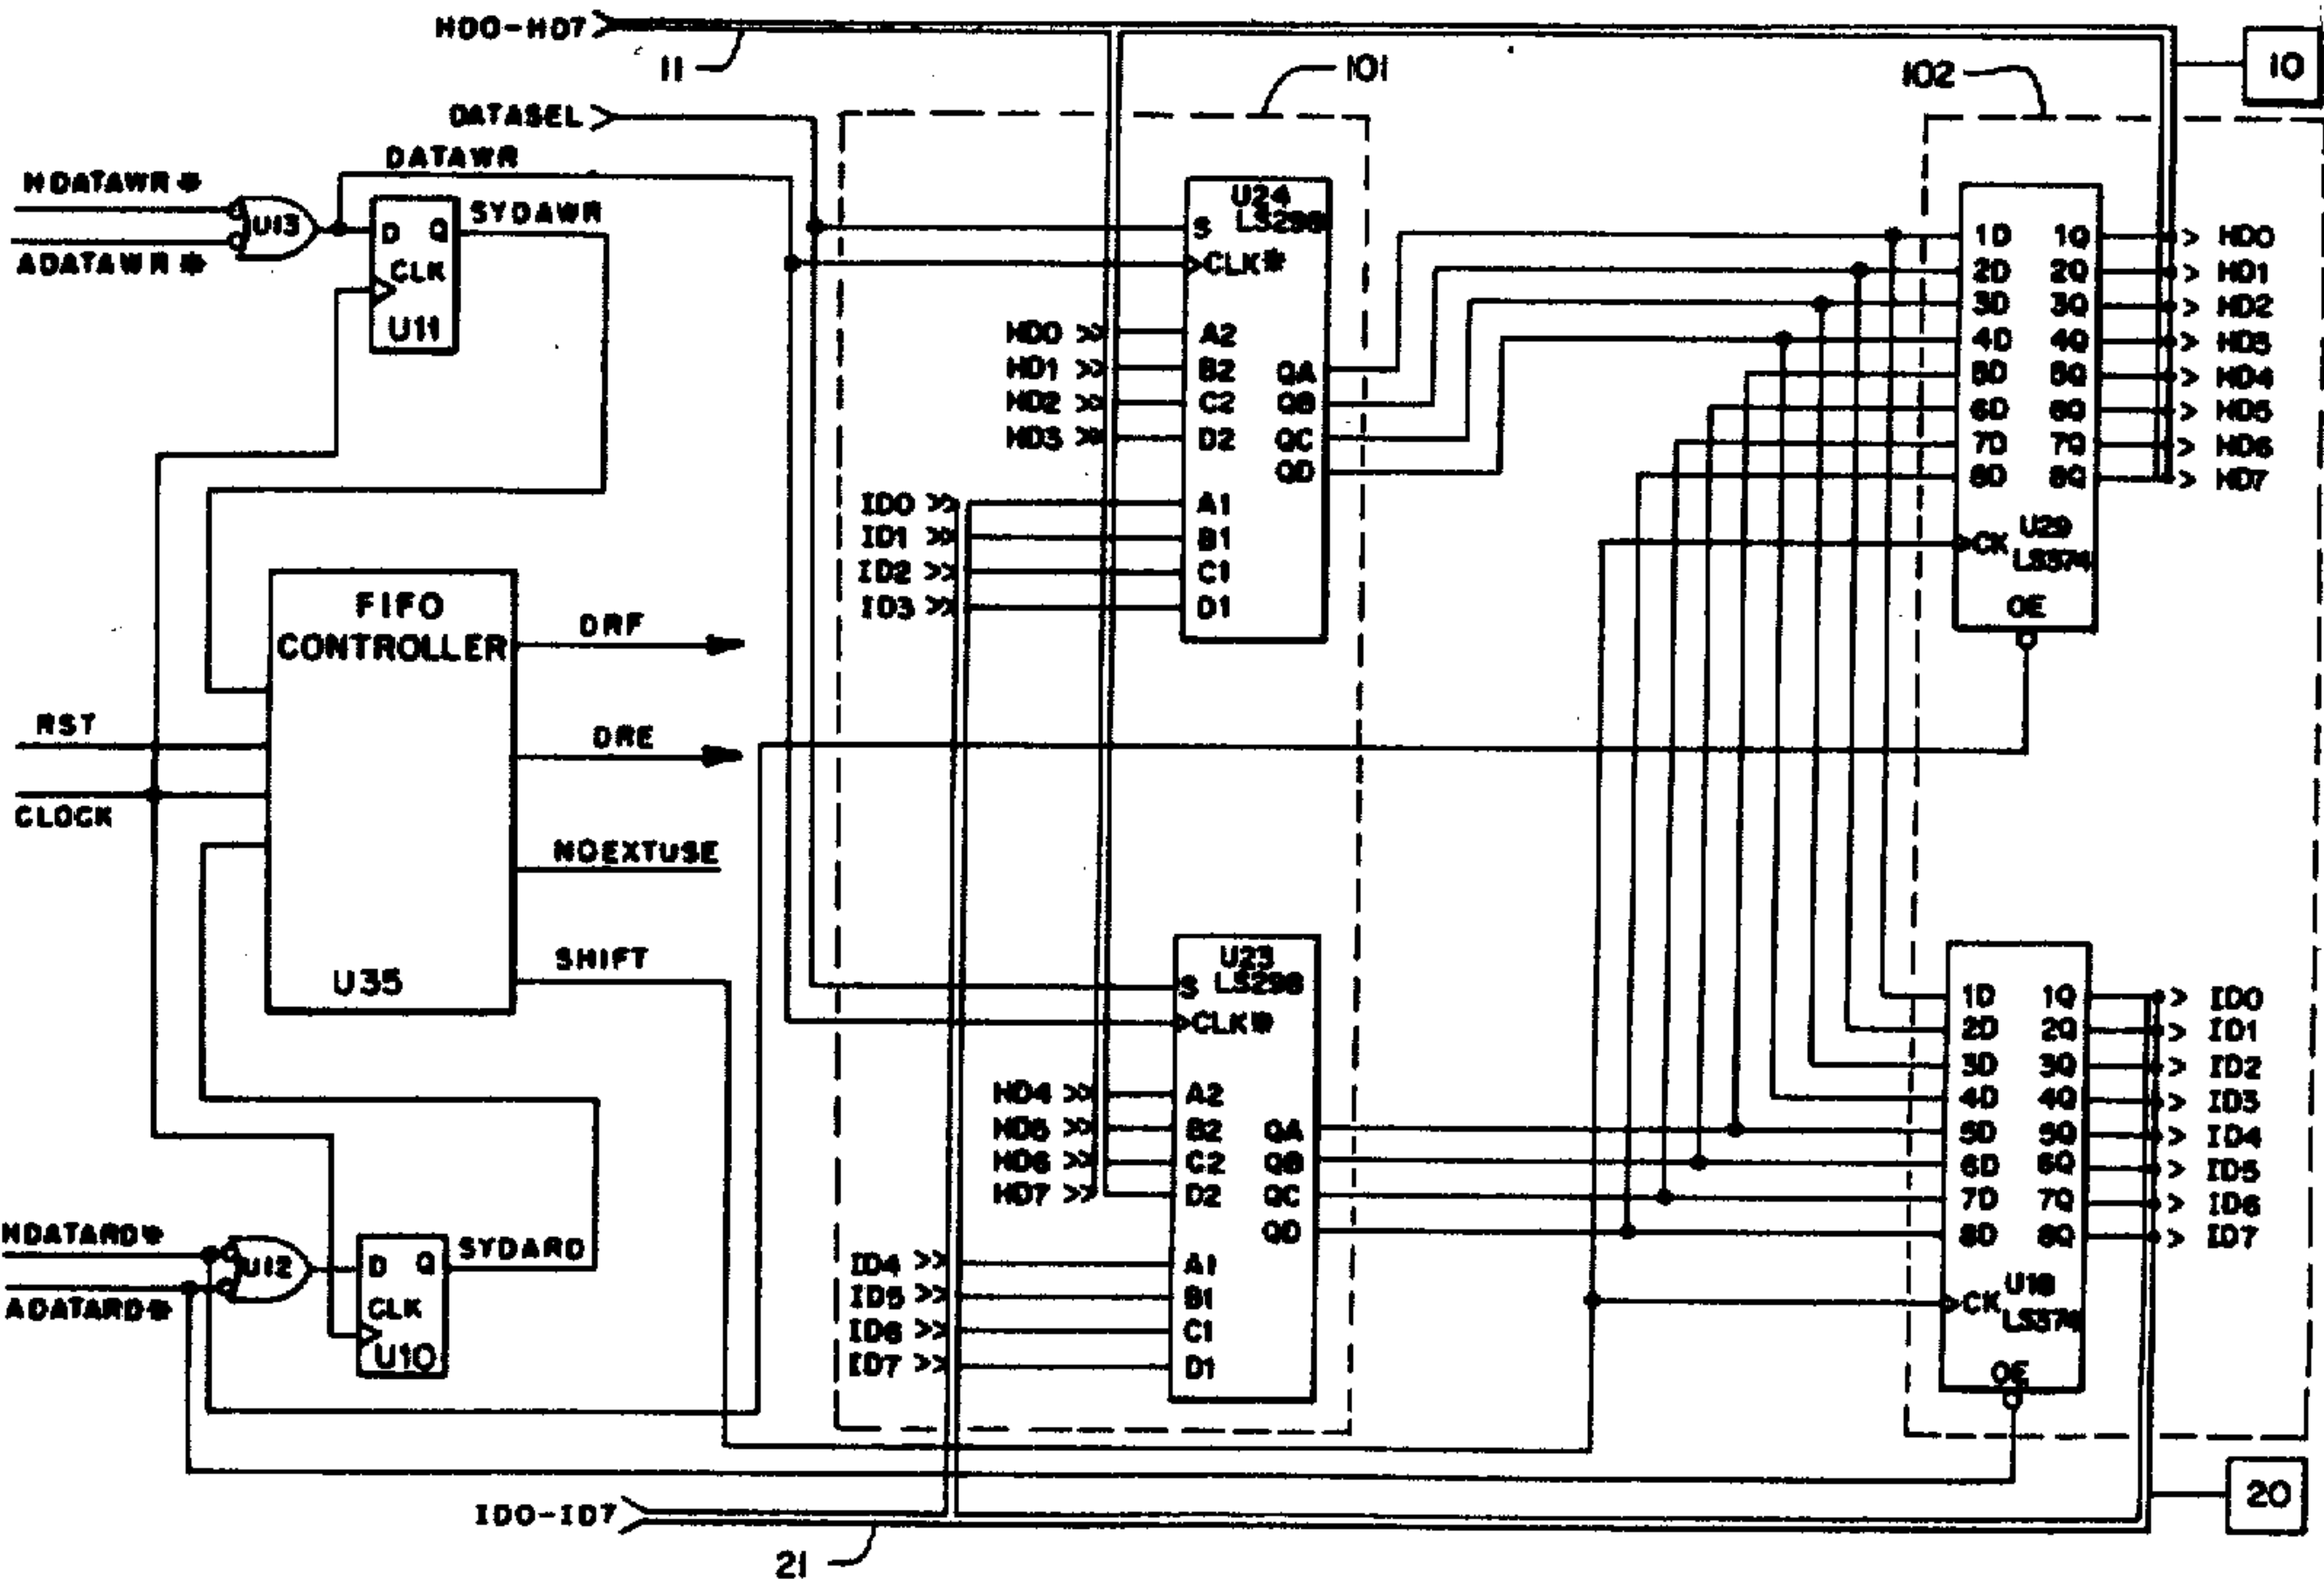 HD0-HD7
11
101
102
10
DATASEL
DATAWR
HDATAWR*
ADATAWR*
U13
D Q
CLK
U11
SYDAWR
U24
LS298
S
CLK*
HD0 A2
HD1 B2
HD2 C2
HD3 D2
QA
QB
QC
QD
ID0 A1
ID1 B1
ID2 C1
ID3 D1
1D 1Q HD0
2D 2Q HD1
3D 3Q HD2
4D 4Q HD3
5D 5Q HD4
6D 6Q HD5
7D 7Q HD6
8D 8Q HD7
U29
CK
LS374
OE
FIFO
CONTROLLER
U35
DRF
DRE
NOEXTUSE
SHIFT
RST
CLOCK
U23
LS298
S
CLK*
HD4 A2
HD5 B2
HD6 C2
HD7 D2
QA
QB
QC
QD
ID4 A1
ID5 B1
ID6 C1
ID7 D1
1D 1Q ID0
2D 2Q ID1
3D 3Q ID2
4D 4Q ID3
5D 5Q ID4
6D 6Q ID5
7D 7Q ID6
8D 8Q ID7
U18
CK
LS374
OE
HDATARD*
ADATARD*
U12
D Q
CLK
U10
SYDARD
ID0-ID7
21
20